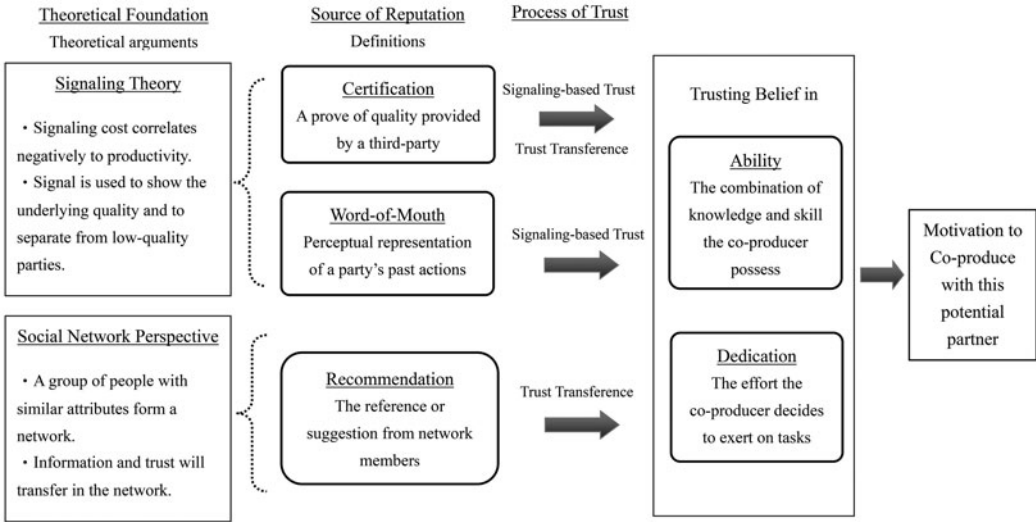 Theoretical Foundation
Theoretical arguments
Signaling Theory
・Signaling cost correlates
negatively to productivity.
・Signal is used to show the
underlying quality and to
separate from low-quality
parties.
Social Network Perspective
・A group of people with
similar attributes form a
network.
・Information and trust will
transfer in the network.
Source of Reputation
Definitions
Certification
A prove of quality provided
by a third-party
Word-of-Mouth
Perceptual representation
of a party's past actions
Recommendation
The reference or
suggestion from network
members
Process of Trust
Signaling-based Trust
Trust Transference
Signaling-based Trust
Trust Transference
Trusting Belief in
Ability
The combination of
knowledge and skill
the co-producer
possess
Dedication
The effort the
co-producer decides
to exert on tasks
Motivation to
Co-produce
with this
potential
partner